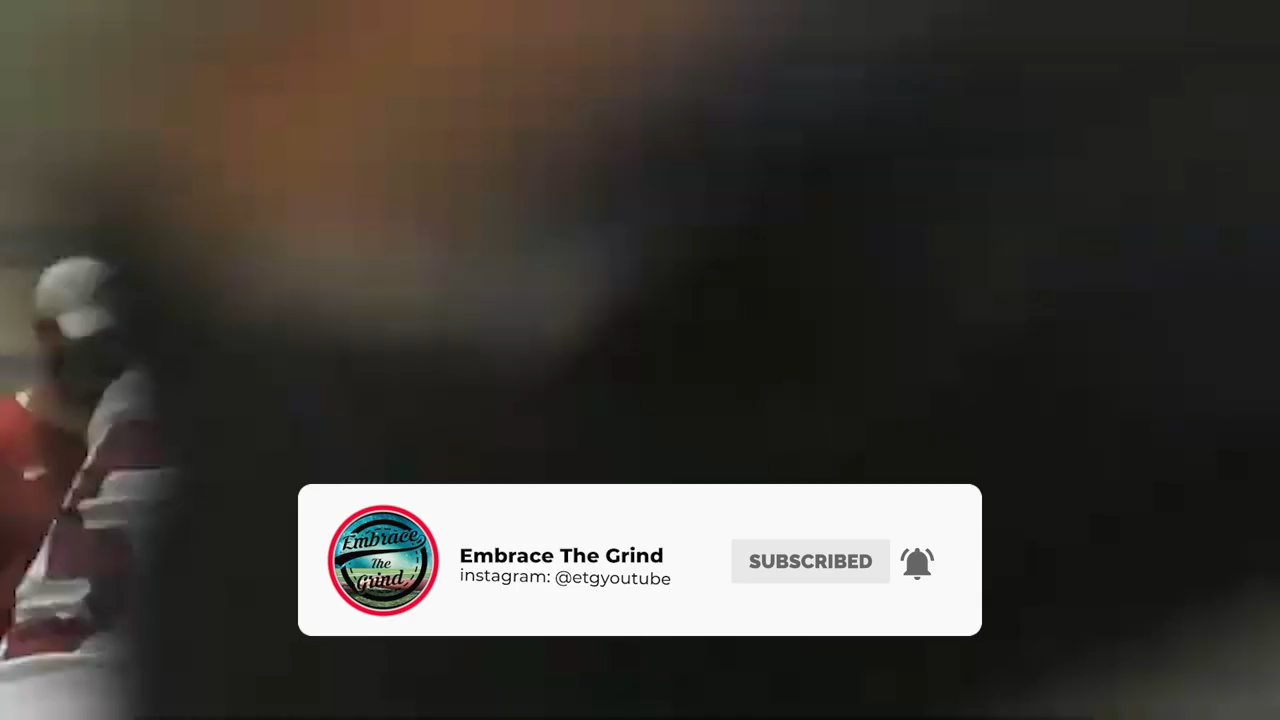 Embrace
The
Grind
Embrace The Grind
instagram: @etgyoutube
SUBSCRIBED